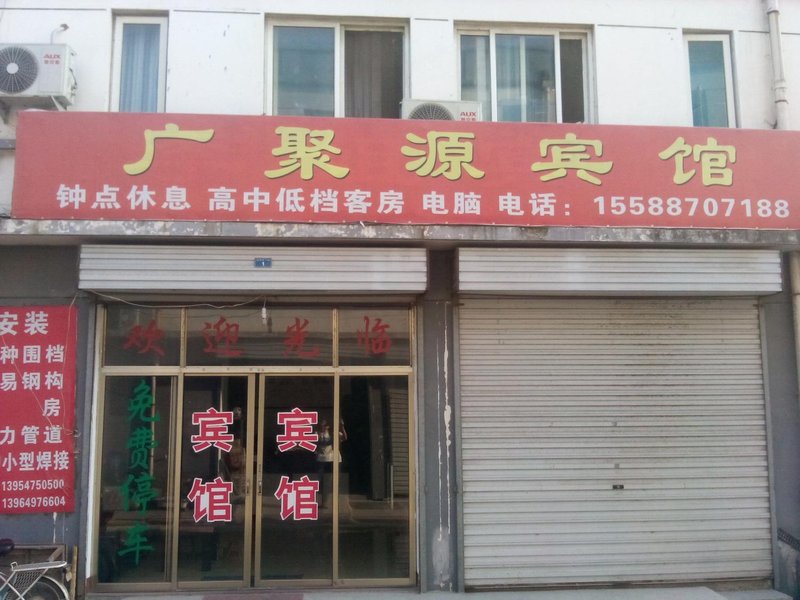 广聚源宾馆
钟点休息 高中低档客房 电脑 电话：15588707188
欢迎光临
免费停车
宾馆
宾馆
安装
种围档
易钢构
房
力管道
小型焊接
13954750500
13964976604
AUX
AUX